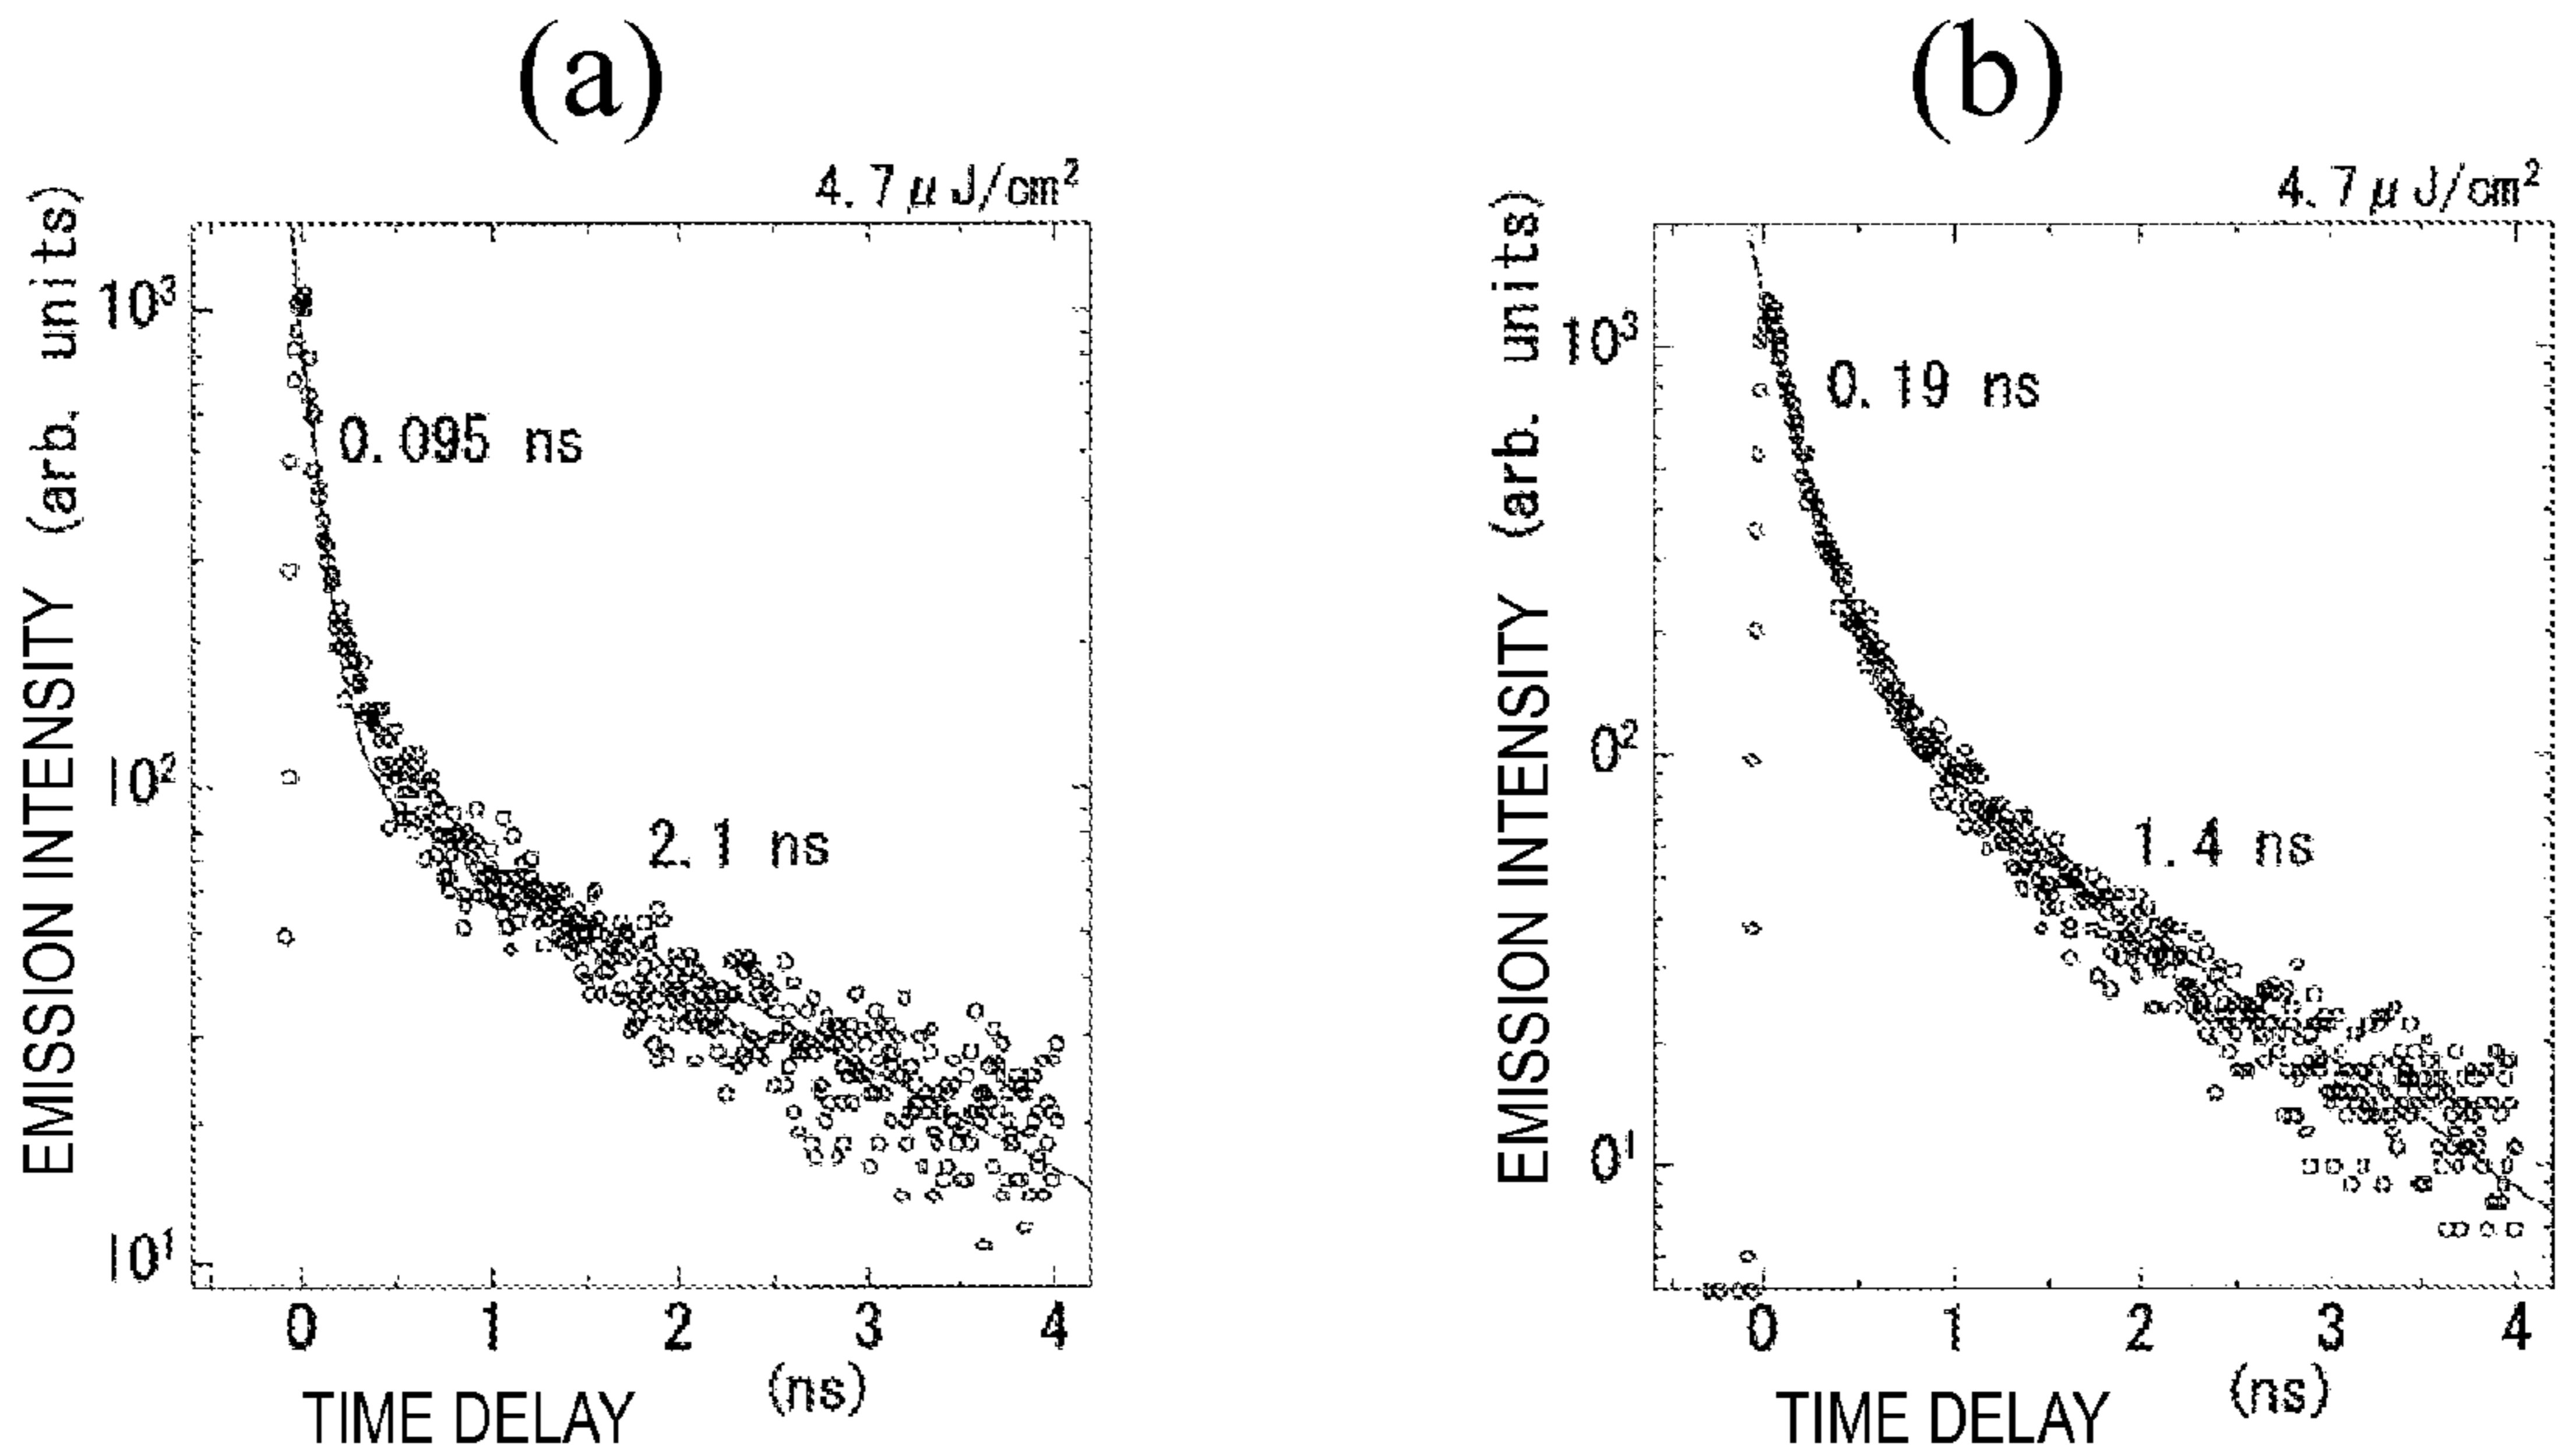 (a)
4.7 μJ/cm²
EMISSION INTENSITY (arb. units)
10³
0.095 ns
10²
2.1 ns
10¹
0 1 2 3 4
(ns)
TIME DELAY
(b)
4.7 μJ/cm²
EMISSION INTENSITY (arb. units)
10³
0.19 ns
0²
1.4 ns
0¹
0 1 2 3 4
(ns)
TIME DELAY